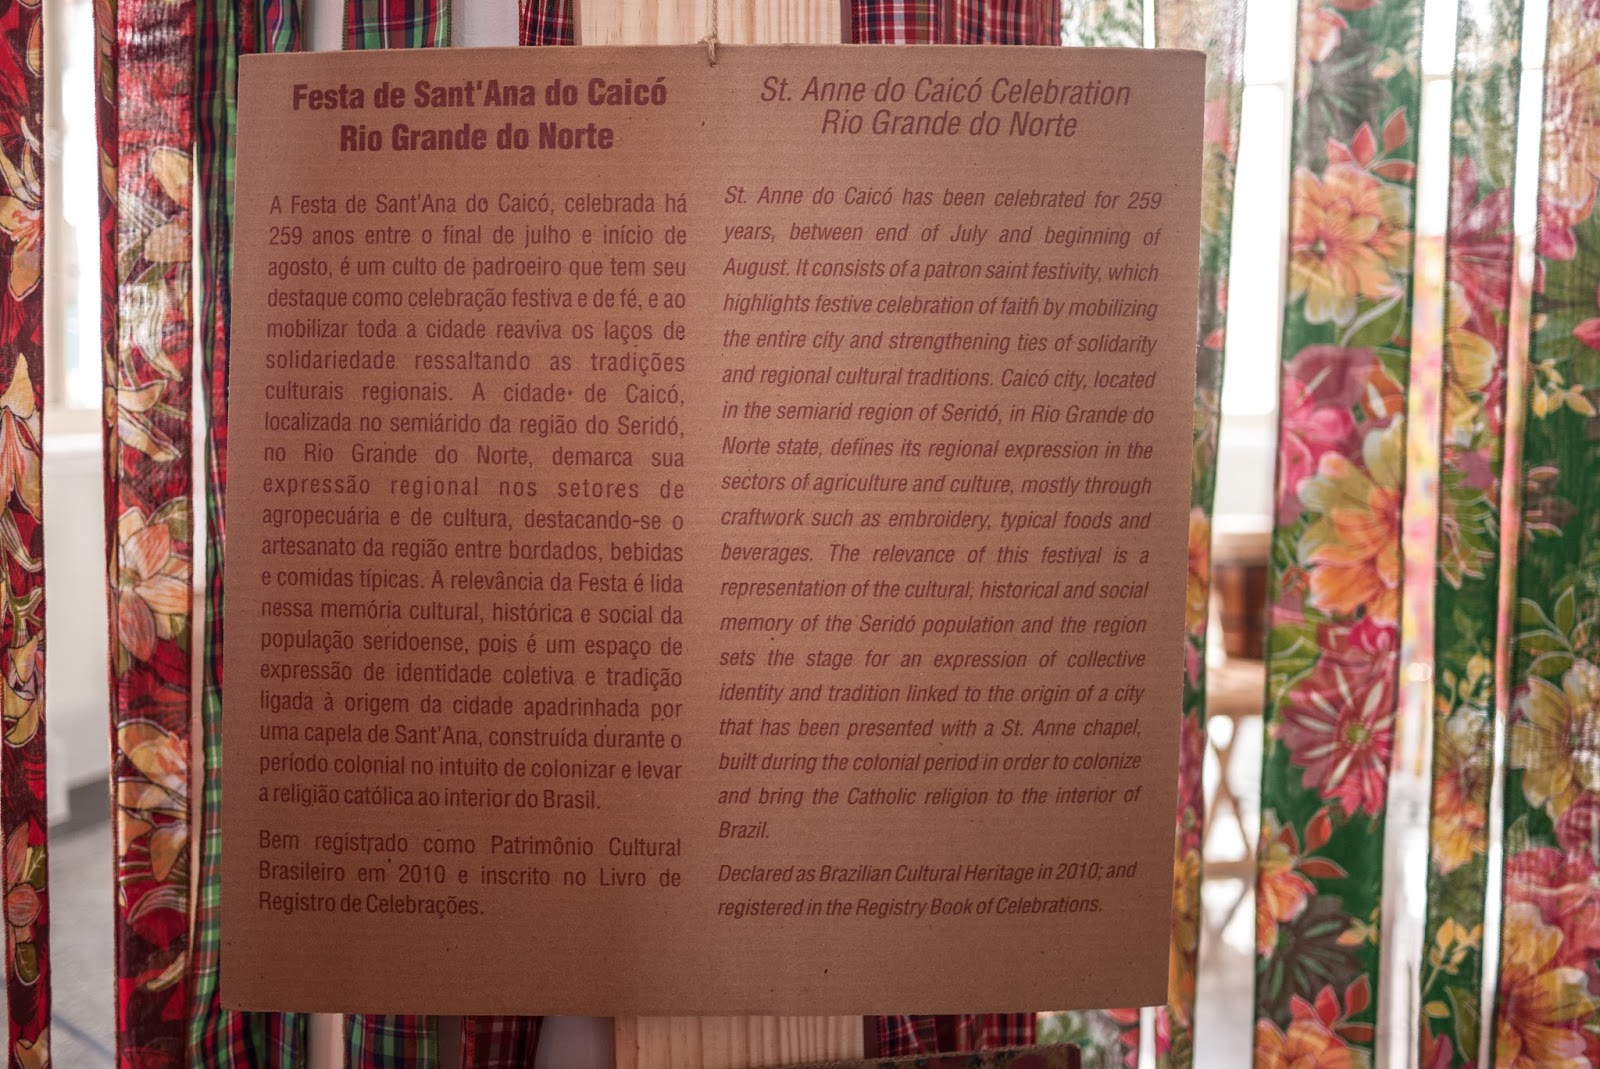 Festa de Sant'Ana do Caicó
Rio Grande do Norte
A Festa de Sant'Ana do Caicó, celebrada há
259 anos entre o final de julho e início de
agosto, é um culto de padroeiro que tem seu
destaque como celebração festiva e de fé, e ao
mobilizar toda a cidade reaviva os laços de
solidariedade ressaltando as tradições
culturais regionais. A cidade de Caicó,
localizada no semiárido da região do Seridó,
no Rio Grande do Norte, demarca sua
expressão regional nos setores de
agropecuária e de cultura, destacando-se o
artesanato da região entre bordados, bebidas
e comidas típicas. A relevância da Festa é lida
nessa memória cultural, histórica e social da
população seridoense, pois é um espaço de
expressão de identidade coletiva e tradição
ligada à origem da cidade apadrinhada por
uma capela de Sant'Ana, construída durante o
período colonial no intuito de colonizar e levar
a religião católica ao interior do Brasil.
Bem registrado como Patrimônio Cultural
Brasileiro em 2010 e inscrito no Livro de
Registro de Celebrações.
St. Anne do Caicó Celebration
Rio Grande do Norte
St. Anne do Caicó has been celebrated for 259
years, between end of July and beginning of
August. It consists of a patron saint festivity, which
highlights festive celebration of faith by mobilizing
the entire city and strengthening ties of solidarity
and regional cultural traditions. Caicó city, located
in the semiarid region of Seridó, in Rio Grande do
Norte state, defines its regional expression in the
sectors of agriculture and culture, mostly through
craftwork such as embroidery, typical foods and
beverages. The relevance of this festival is a
representation of the cultural, historical and social
memory of the Seridó population and the region
sets the stage for an expression of collective
identity and tradition linked to the origin of a city
that has been presented with a St. Anne chapel,
built during the colonial period in order to colonize
and bring the Catholic religion to the interior of
Brazil.
Declared as Brazilian Cultural Heritage in 2010; and
registered in the Registry Book of Celebrations.